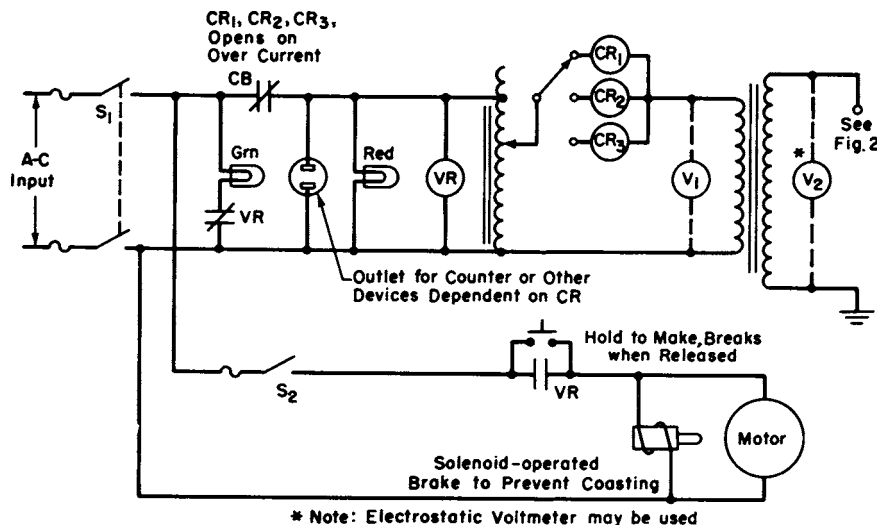 CR1, CR2, CR3,
Opens on
Over Current
CB
S1
A-C
Input
Grn
VR
Red
VR
CR1
CR2
CR3
V1
*
V2
See
Fig. 2
Outlet for Counter or Other
Devices Dependent on CR
Hold to Make, Breaks
when Released
S2
VR
Motor
Solenoid-operated
Brake to Prevent Coasting
* Note: Electrostatic Voltmeter may be used